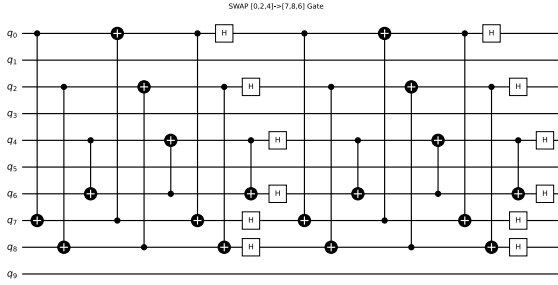 SWAP [0,2,4]->[7,8,6] Gate
q0 H H
q1
q2 H H
q3
q4 H H
q5
q6 H H
q7 H H
q8 H H
q9